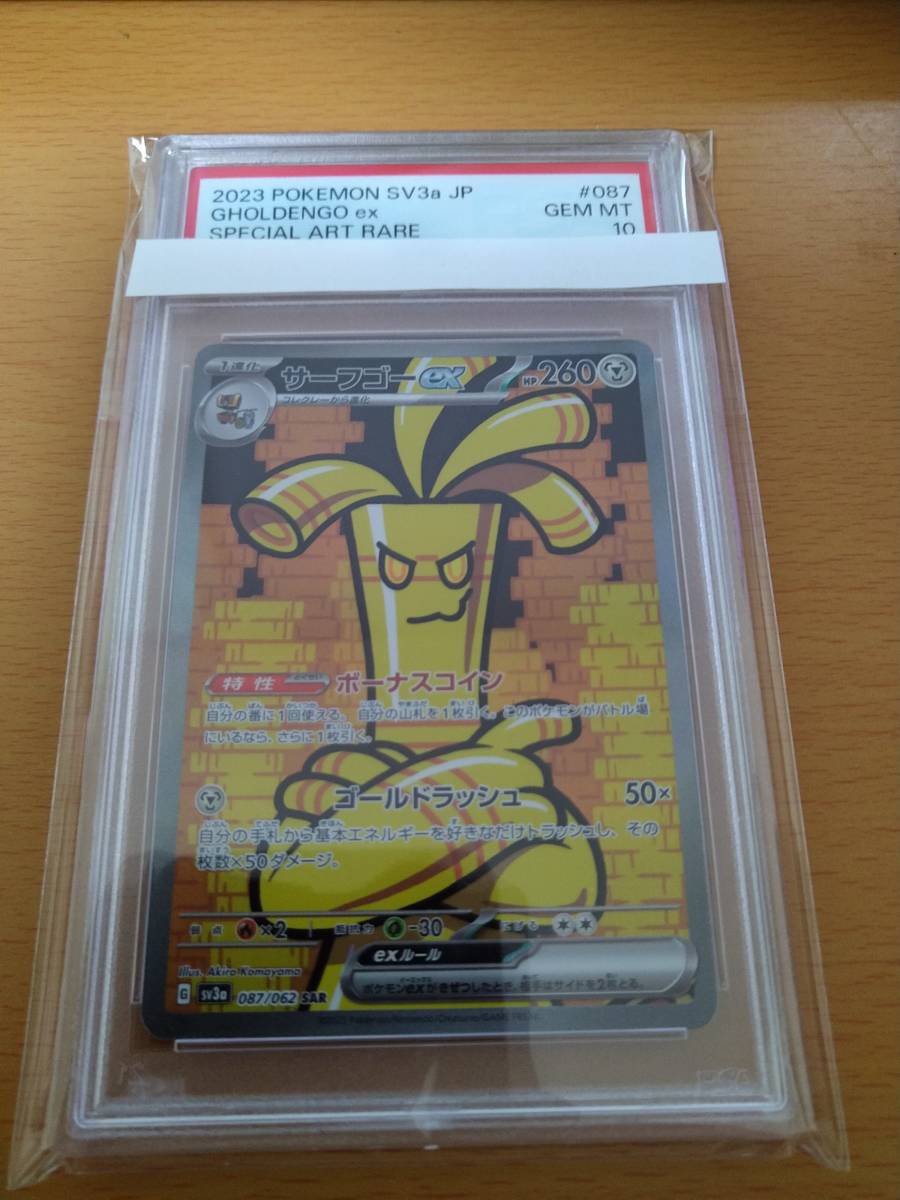 2023 POKEMON SV3a JP #087
GHOLDENGO ex GEM MT
SPECIAL ART RARE 10
1進化 サーフゴーex HP260
コレクレーから進化
特性 ボーナスコイン
自分の番に1回使える。自分の山札を1枚引く。このポケモンがバトル場
にいるなら、さらに1枚引く。
ゴールドラッシュ 50×
自分の手札から基本エネルギーを好きなだけトラッシュし、その
枚数×50ダメージ。
弱点 ×2 抵抗力 -30 にげる
exルール
ポケモンexがきぜつしたとき、相手はサイドを2枚とる。
Illus. Akira Komayama
G SV3a 087/062 SAR
©2023 Pokémon/Nintendo/Creatures/GAME FREAK.